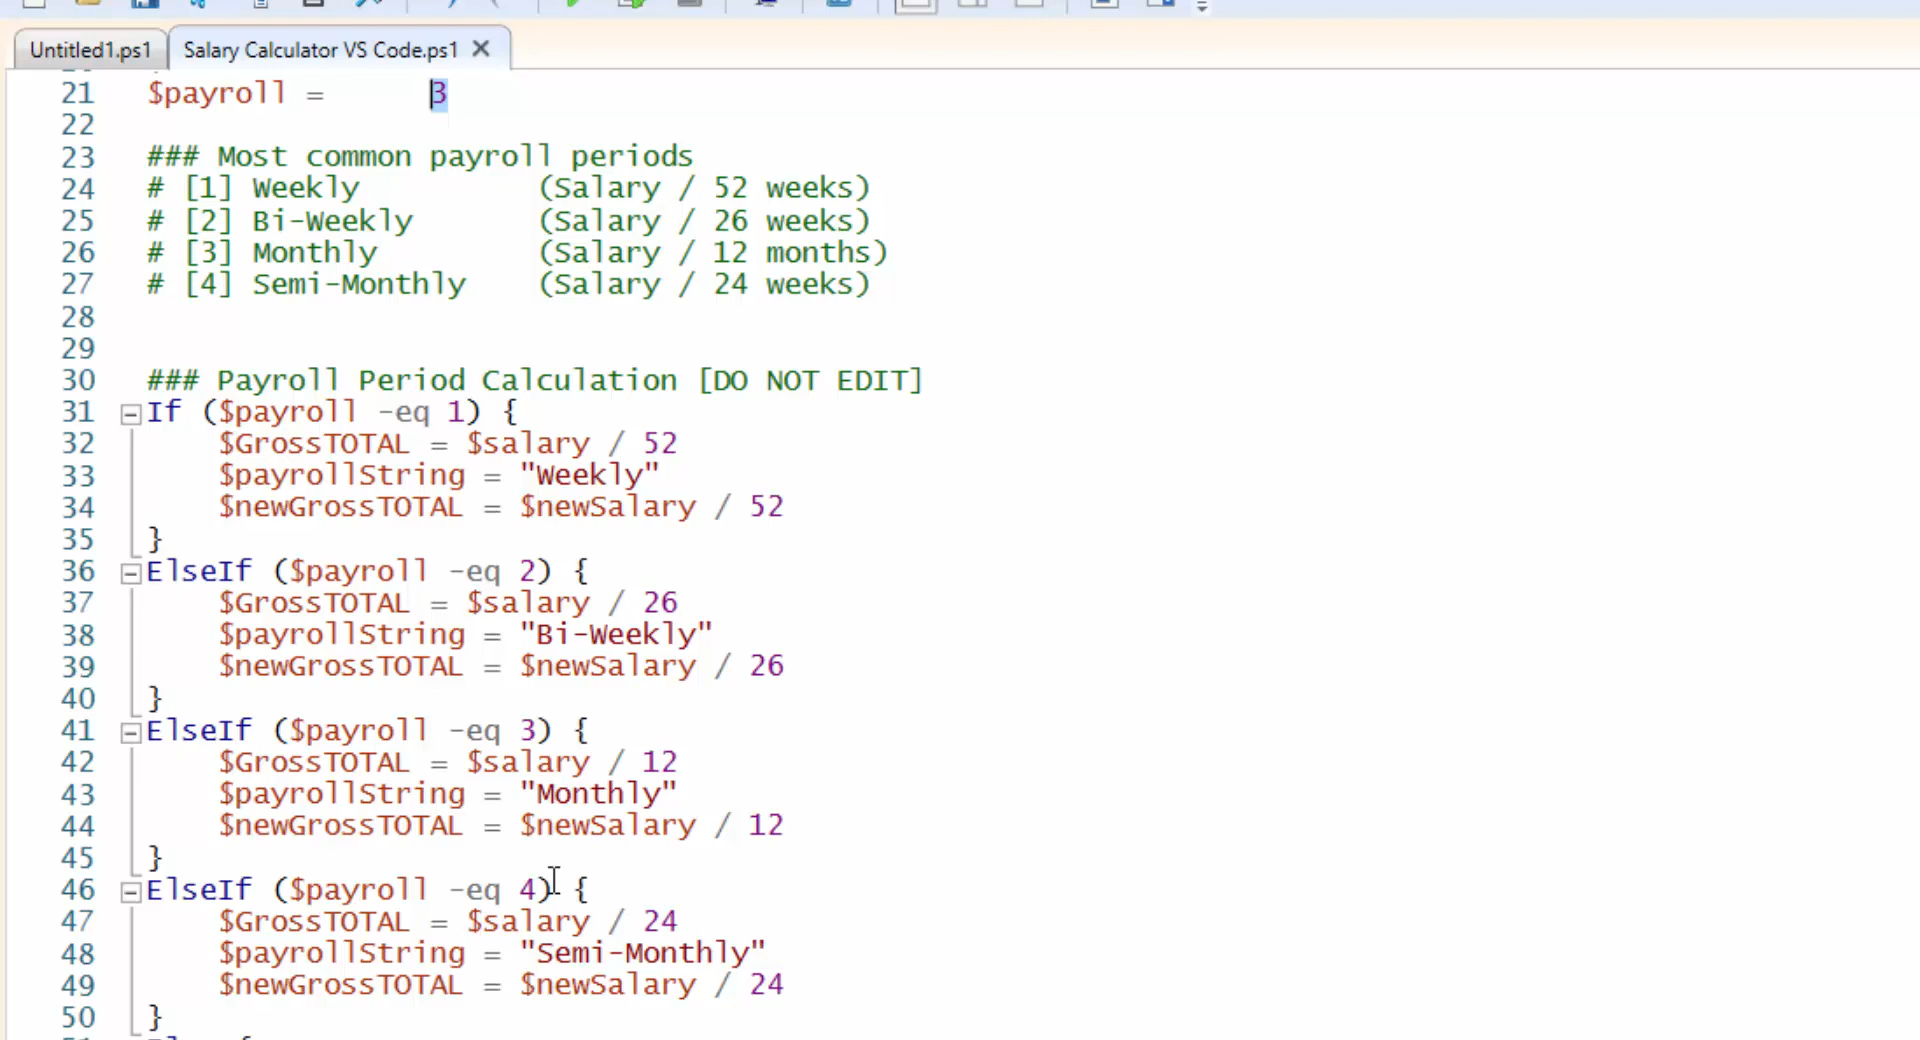 Untitled1.ps1 Salary Calculator VS Code.ps1
21 $payroll = 3
22
23 ### Most common payroll periods
24 # [1] Weekly (Salary / 52 weeks)
25 # [2] Bi-Weekly (Salary / 26 weeks)
26 # [3] Monthly (Salary / 12 months)
27 # [4] Semi-Monthly (Salary / 24 weeks)
28
29
30 ### Payroll Period Calculation [DO NOT EDIT]
31 If ($payroll -eq 1) {
32 $GrossTOTAL = $salary / 52
33 $payrollString = "Weekly"
34 $newGrossTOTAL = $newSalary / 52
35 }
36 ElseIf ($payroll -eq 2) {
37 $GrossTOTAL = $salary / 26
38 $payrollString = "Bi-Weekly"
39 $newGrossTOTAL = $newSalary / 26
40 }
41 ElseIf ($payroll -eq 3) {
42 $GrossTOTAL = $salary / 12
43 $payrollString = "Monthly"
44 $newGrossTOTAL = $newSalary / 12
45 }
46 ElseIf ($payroll -eq 4) {
47 $GrossTOTAL = $salary / 24
48 $payrollString = "Semi-Monthly"
49 $newGrossTOTAL = $newSalary / 24
50 }